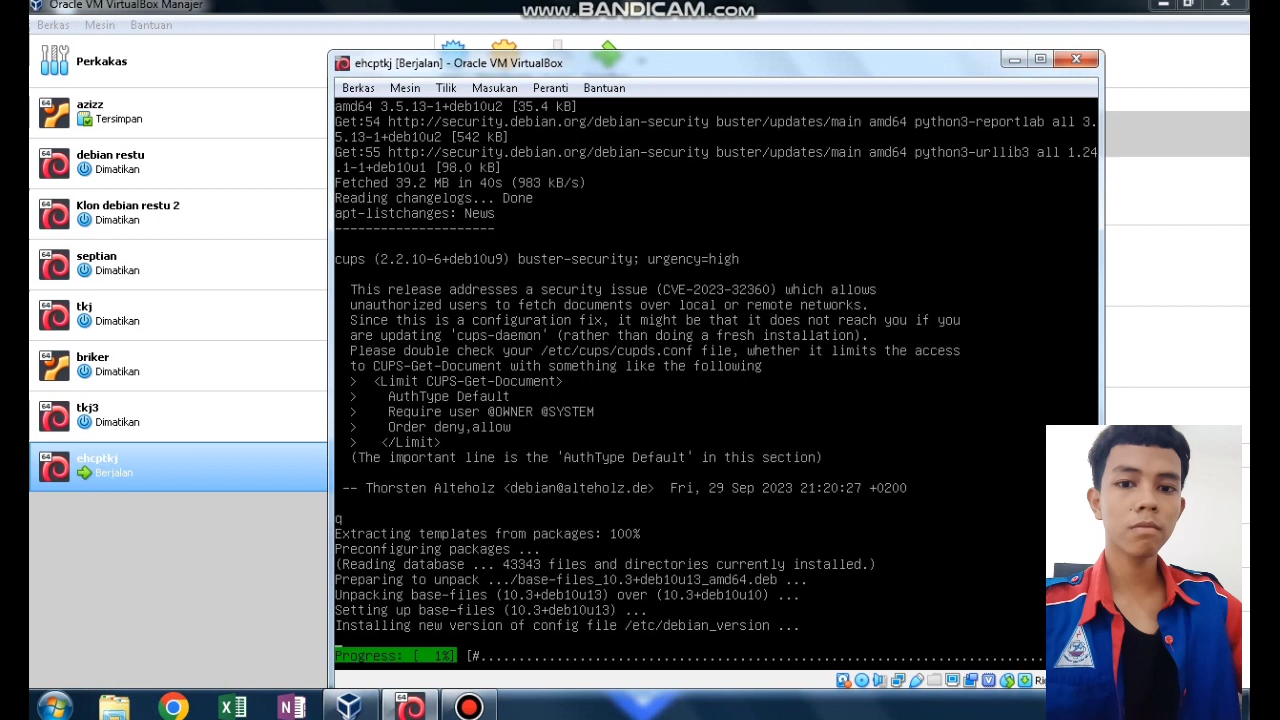 Oracle VM VirtualBox Manajer
www.BANDICAM.com
Berkas Mesin Bantuan
Perkakas
azizz
Tersimpan
debian restu
Dimatikan
Klon debian restu 2
Dimatikan
septian
Dimatikan
tkj
Dimatikan
briker
Dimatikan
tkj3
Dimatikan
ehcptkj
Berjalan
ehcptkj [Berjalan] - Oracle VM VirtualBox
Berkas Mesin Tilik Masukan Peranti Bantuan
amd64 3.5.13-1+deb10u2 [35.4 kB]
Get:54 http://security.debian.org/debian-security buster/updates/main amd64 python3-reportlab all 3.
5.13-1+deb10u2 [542 kB]
Get:55 http://security.debian.org/debian-security buster/updates/main amd64 python3-urllib3 all 1.24
.1-1+deb10u1 [98.0 kB]
Fetched 39.2 MB in 40s (983 kB/s)
Reading changelogs... Done
apt-listchanges: News
---------------------
cups (2.2.10-6+deb10u9) buster-security; urgency=high
This release addresses a security issue (CVE-2023-32360) which allows
unauthorized users to fetch documents over local or remote networks.
Since this is a configuration fix, it might be that it does not reach you if you
are updating 'cups-daemon' (rather than doing a fresh installation).
Please double check your /etc/cups/cupds.conf file, whether it limits the access
to CUPS-Get-Document with something like the following
> <Limit CUPS-Get-Document>
> AuthType Default
> Require user @OWNER @SYSTEM
> Order deny,allow
> </Limit>
(The important line is the 'AuthType Default' in this section)
-- Thorsten Alteholz <debian@alteholz.de> Fri, 29 Sep 2023 21:20:27 +0200
q
Extracting templates from packages: 100%
Preconfiguring packages ...
(Reading database ... 43343 files and directories currently installed.)
Preparing to unpack .../base-files_10.3+deb10u13_amd64.deb ...
Unpacking base-files (10.3+deb10u13) over (10.3+deb10u10) ...
Setting up base-files (10.3+deb10u13) ...
Installing new version of config file /etc/debian_version ...
Progress: [ 1%] [#..........................................................................